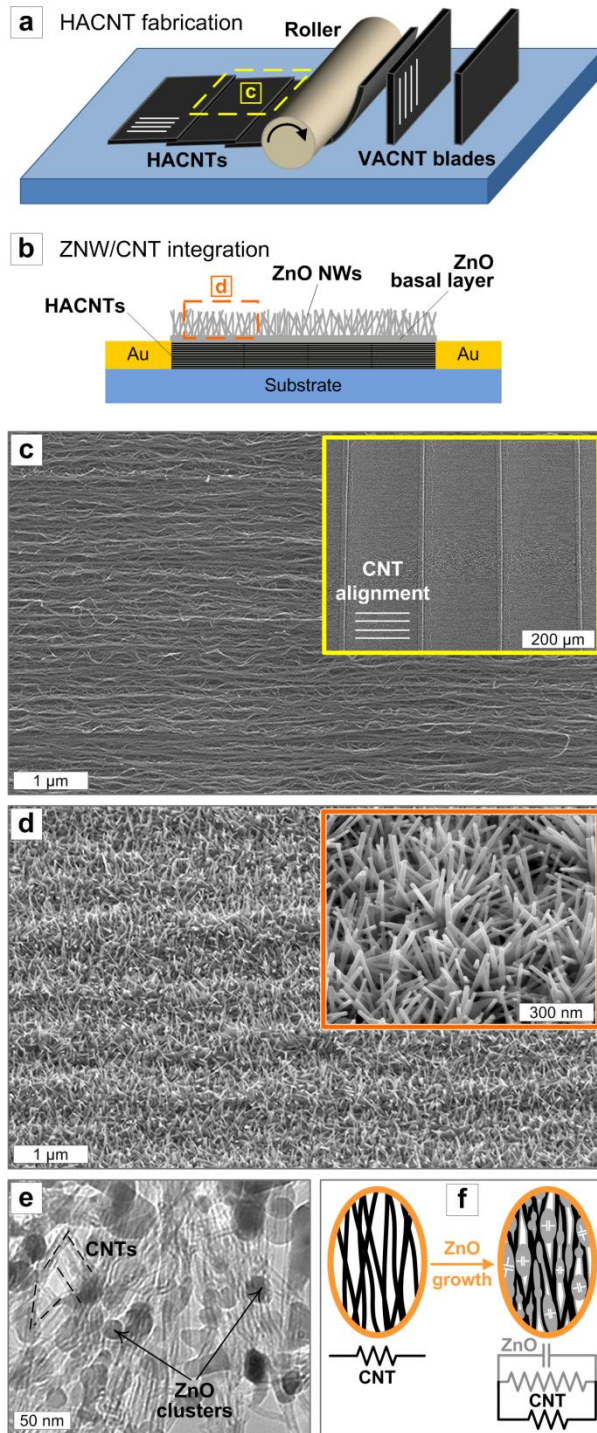 a HACNT fabrication
Roller
c
HACNTs
VACNT blades
b ZNW/CNT integration
ZnO
basal layer
d
ZnO NWs
HACNTs
Au
Au
Substrate
c
CNT
alignment
200 µm
1 µm
d
300 nm
1 µm
e
CNTs
ZnO
clusters
50 nm
f
ZnO
growth
CNT
ZnO
CNT